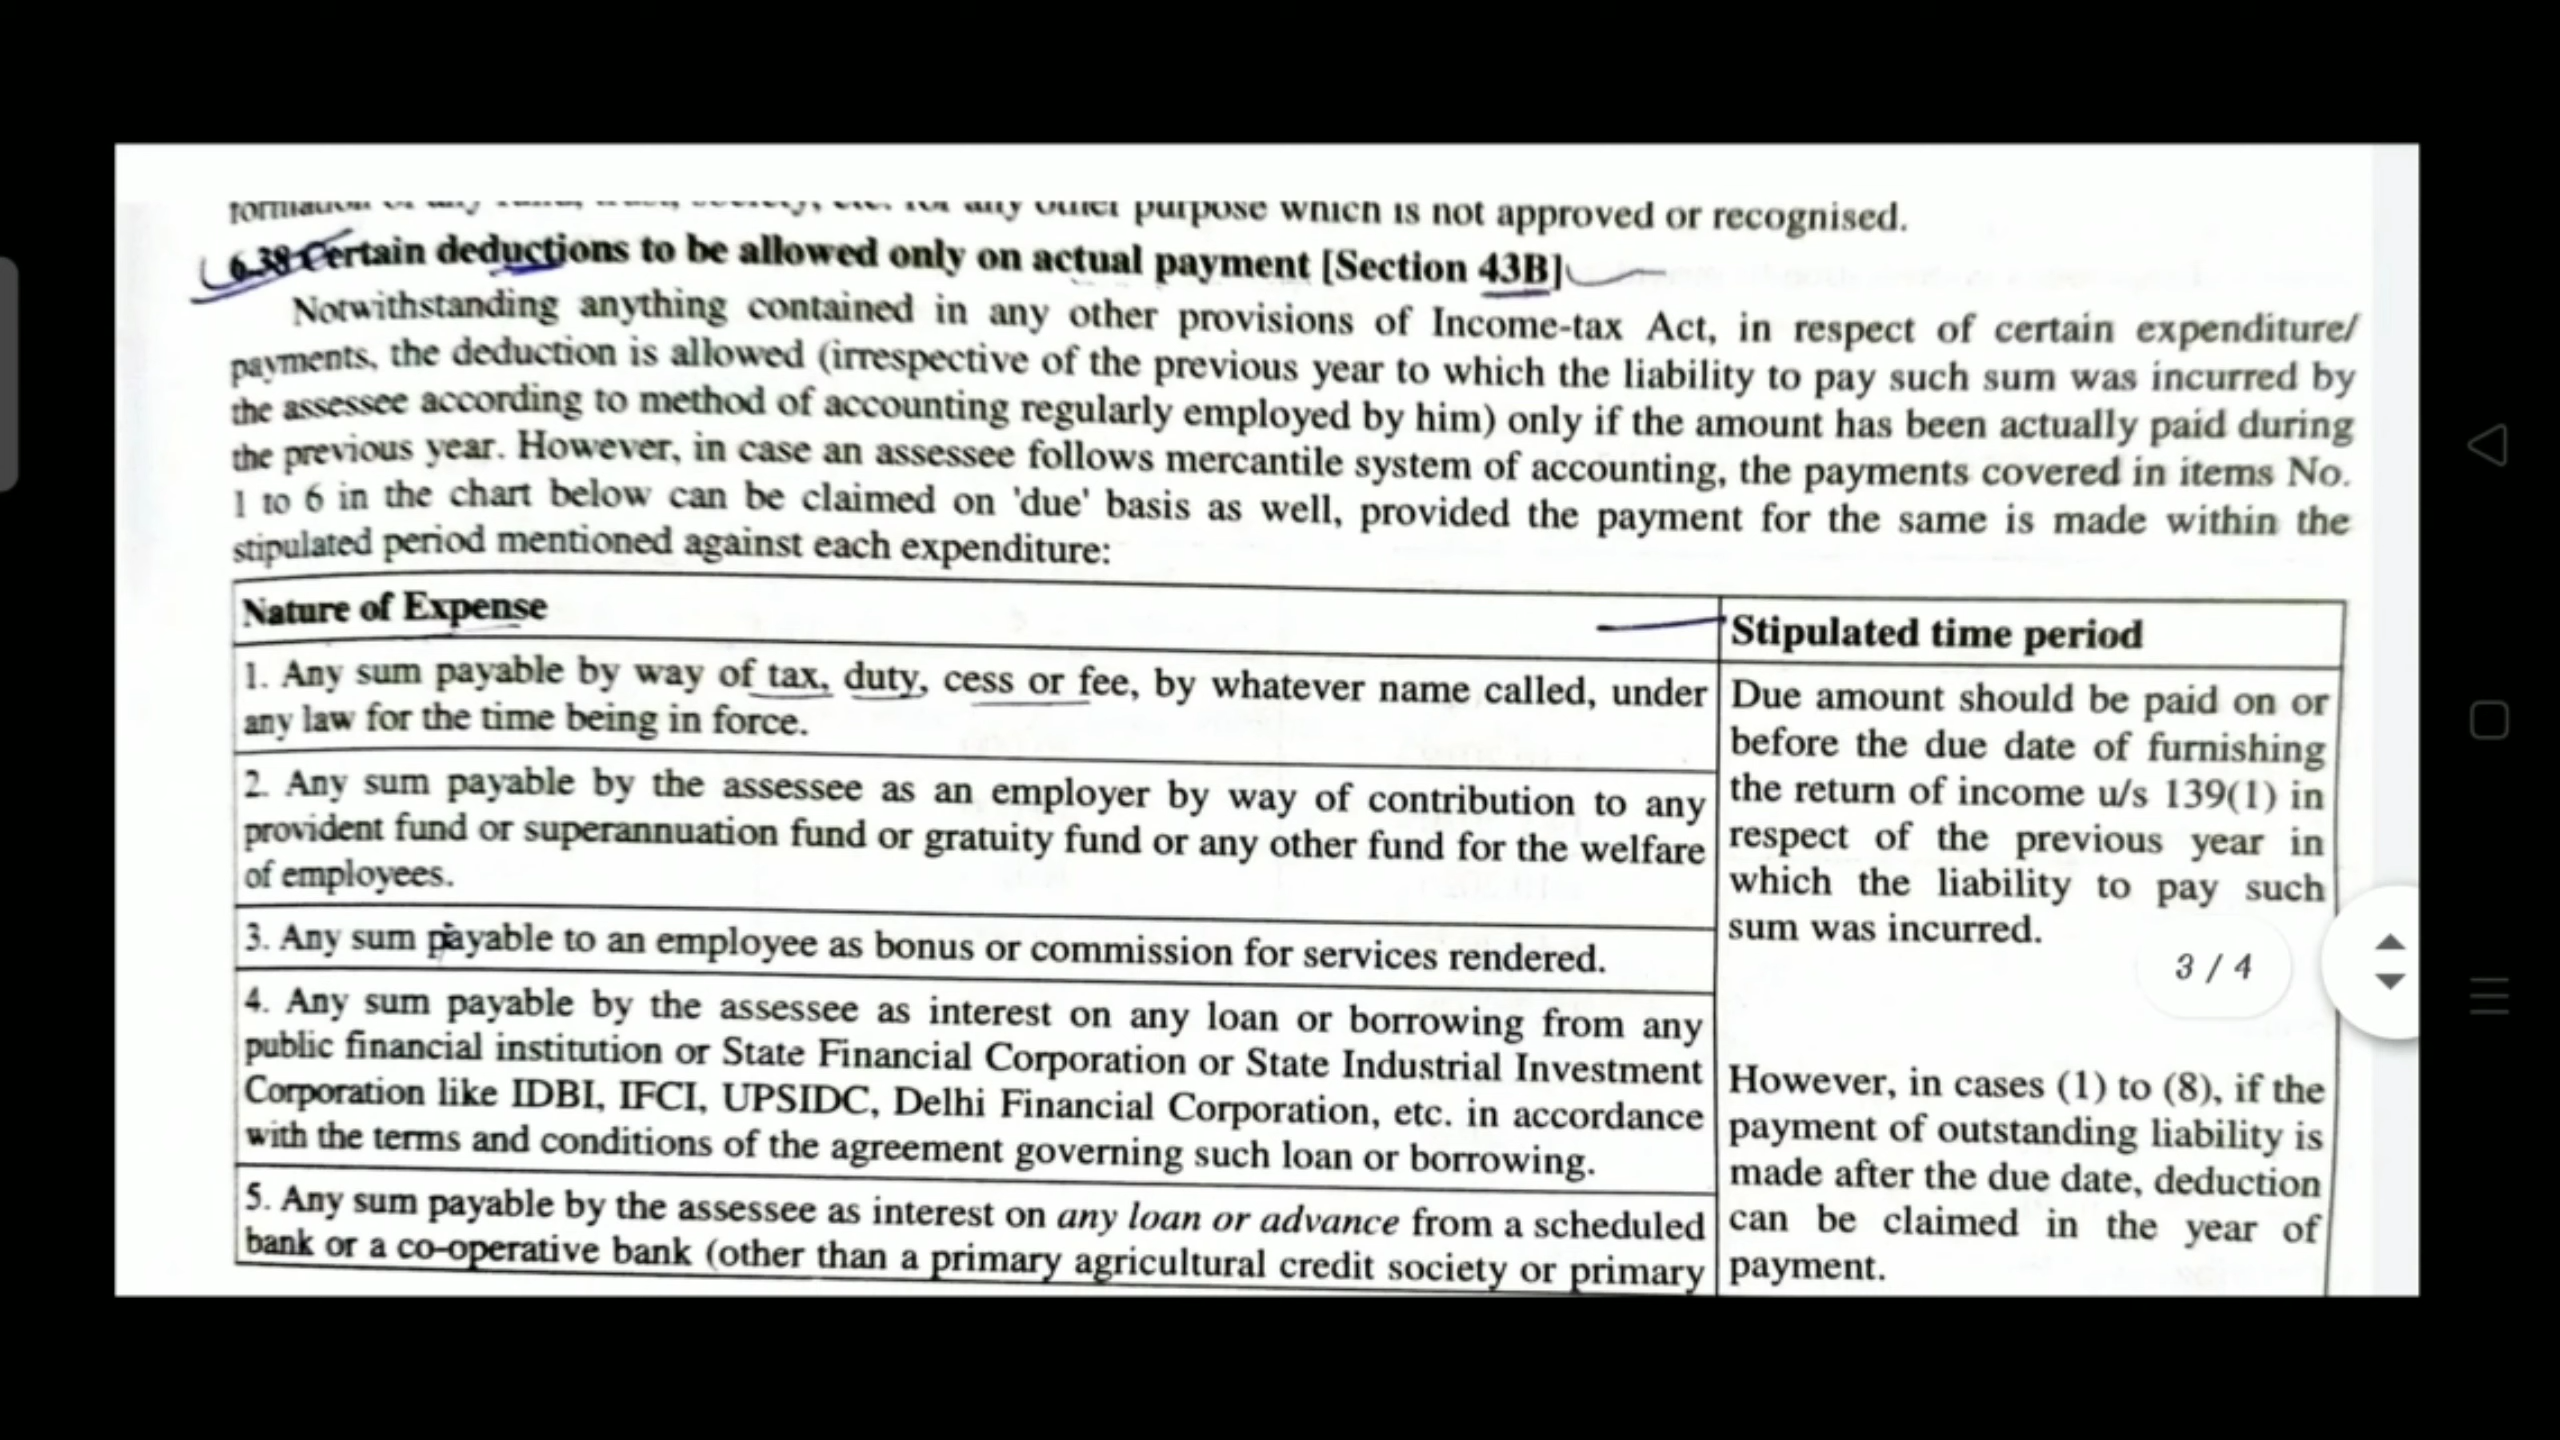 formation of any fund, trust, society, etc. for any other purpose which is not approved or recognised.
6.38 Certain deductions to be allowed only on actual payment [Section 43B]
Notwithstanding anything contained in any other provisions of Income-tax Act, in respect of certain expenditure/
payments, the deduction is allowed (irrespective of the previous year to which the liability to pay such sum was incurred by
the assessee according to method of accounting regularly employed by him) only if the amount has been actually paid during
the previous year. However, in case an assessee follows mercantile system of accounting, the payments covered in items No.
1 to 6 in the chart below can be claimed on 'due' basis as well, provided the payment for the same is made within the
stipulated period mentioned against each expenditure:
Nature of Expense
1. Any sum payable by way of tax, duty, cess or fee, by whatever name called, under
any law for the time being in force.
2. Any sum payable by the assessee as an employer by way of contribution to any
provident fund or superannuation fund or gratuity fund or any other fund for the welfare
of employees.
3. Any sum payable to an employee as bonus or commission for services rendered.
4. Any sum payable by the assessee as interest on any loan or borrowing from any
public financial institution or State Financial Corporation or State Industrial Investment
Corporation like IDBI, IFCI, UPSIDC, Delhi Financial Corporation, etc. in accordance
with the terms and conditions of the agreement governing such loan or borrowing.
5. Any sum payable by the assessee as interest on any loan or advance from a scheduled
bank or a co-operative bank (other than a primary agricultural credit society or primary
Stipulated time period
Due amount should be paid on or
before the due date of furnishing
the return of income u/s 139(1) in
respect of the previous year in
which the liability to pay such
sum was incurred.
However, in cases (1) to (8), if the
payment of outstanding liability is
made after the due date, deduction
can be claimed in the year of
payment.
3 / 4